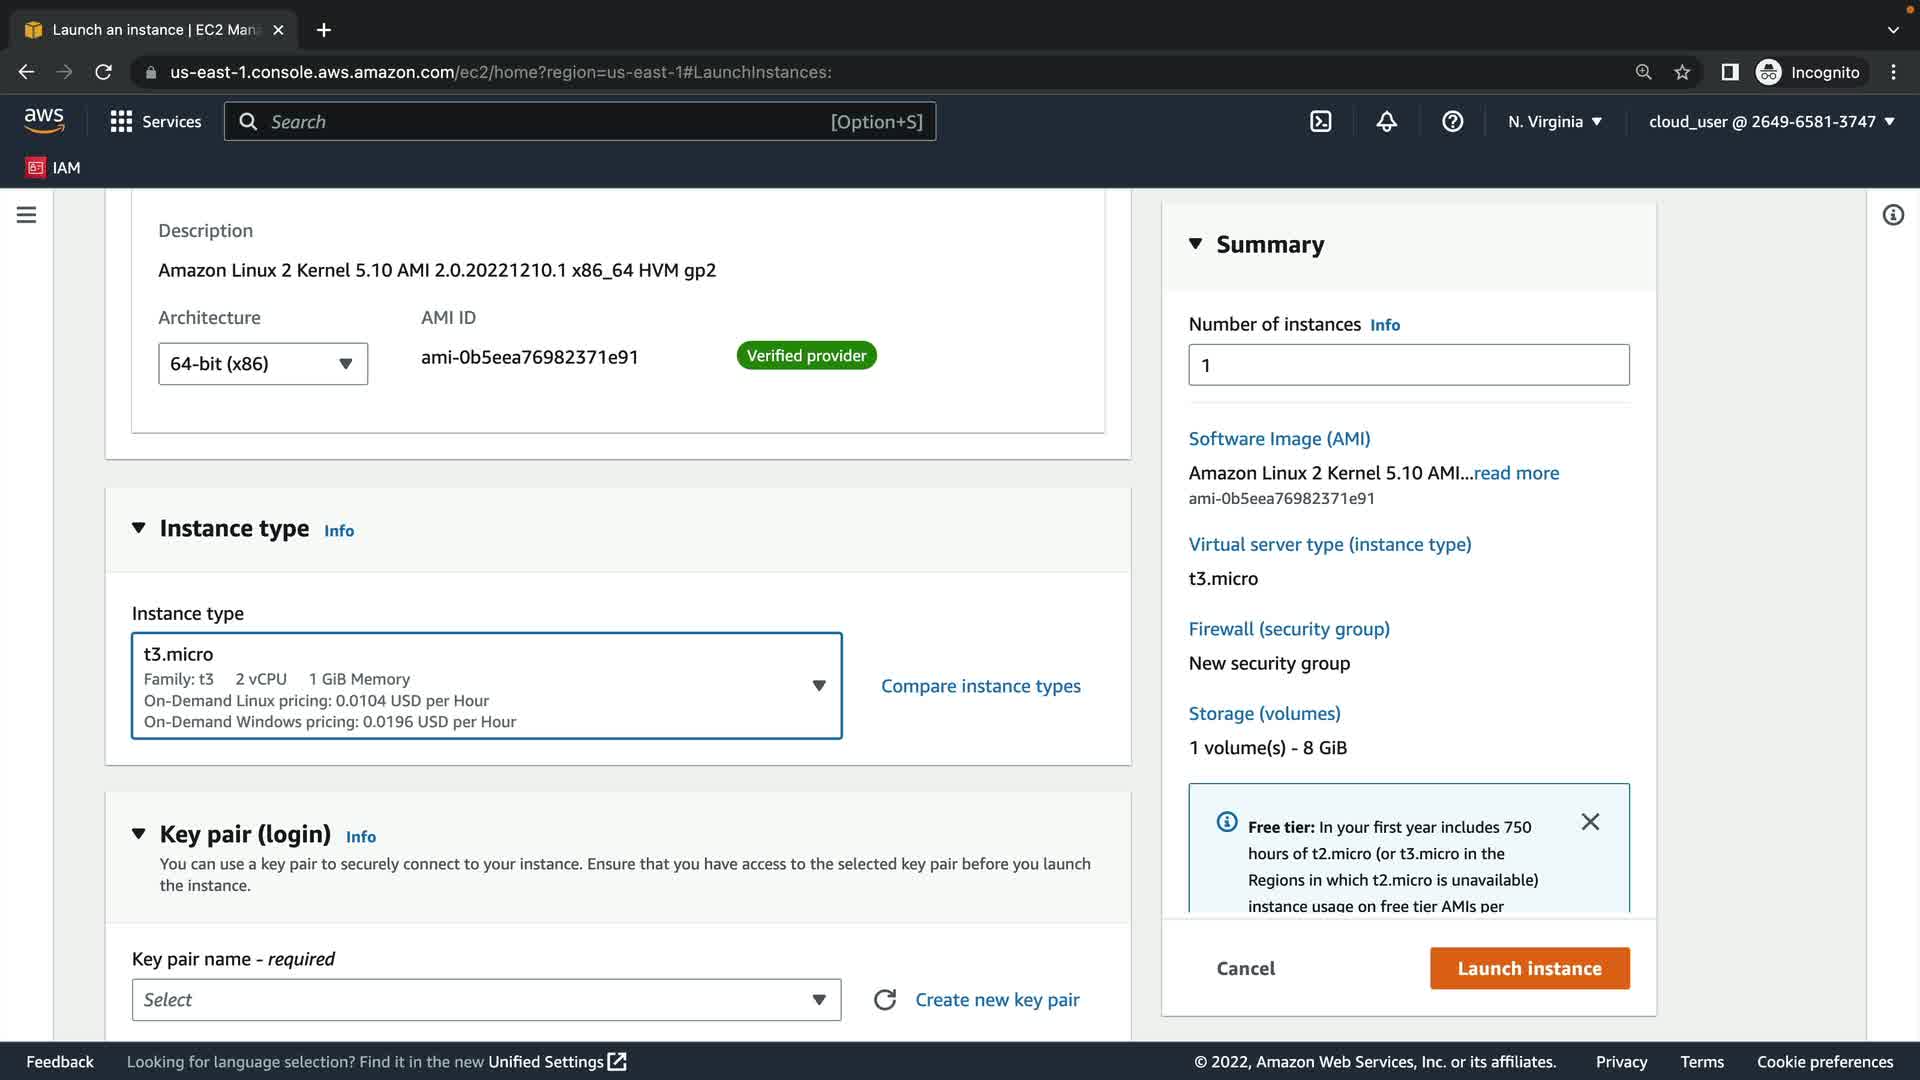 Launch an instance | EC2 Man
us-east-1.console.aws.amazon.com/ec2/home?region=us-east-1#LaunchInstances:
Incognito
aws
Services
Search
[Option+S]
N. Virginia
cloud_user @ 2649-6581-3747
IAM
Description
Amazon Linux 2 Kernel 5.10 AMI 2.0.20221210.1 x86_64 HVM gp2
Architecture
AMI ID
64-bit (x86)
ami-0b5eea76982371e91
Verified provider
Instance type Info
Instance type
t3.micro
Family: t3 2 vCPU 1 GiB Memory
On-Demand Linux pricing: 0.0104 USD per Hour
On-Demand Windows pricing: 0.0196 USD per Hour
Compare instance types
Key pair (login) Info
You can use a key pair to securely connect to your instance. Ensure that you have access to the selected key pair before you launch
the instance.
Key pair name - required
Select
Create new key pair
Summary
Number of instances Info
1
Software Image (AMI)
Amazon Linux 2 Kernel 5.10 AMI...read more
ami-0b5eea76982371e91
Virtual server type (instance type)
t3.micro
Firewall (security group)
New security group
Storage (volumes)
1 volume(s) - 8 GiB
Free tier: In your first year includes 750
hours of t2.micro (or t3.micro in the
Regions in which t2.micro is unavailable)
instance usage on free tier AMIs per
Cancel
Launch instance
Feedback
Looking for language selection? Find it in the new Unified Settings
© 2022, Amazon Web Services, Inc. or its affiliates.
Privacy
Terms
Cookie preferences